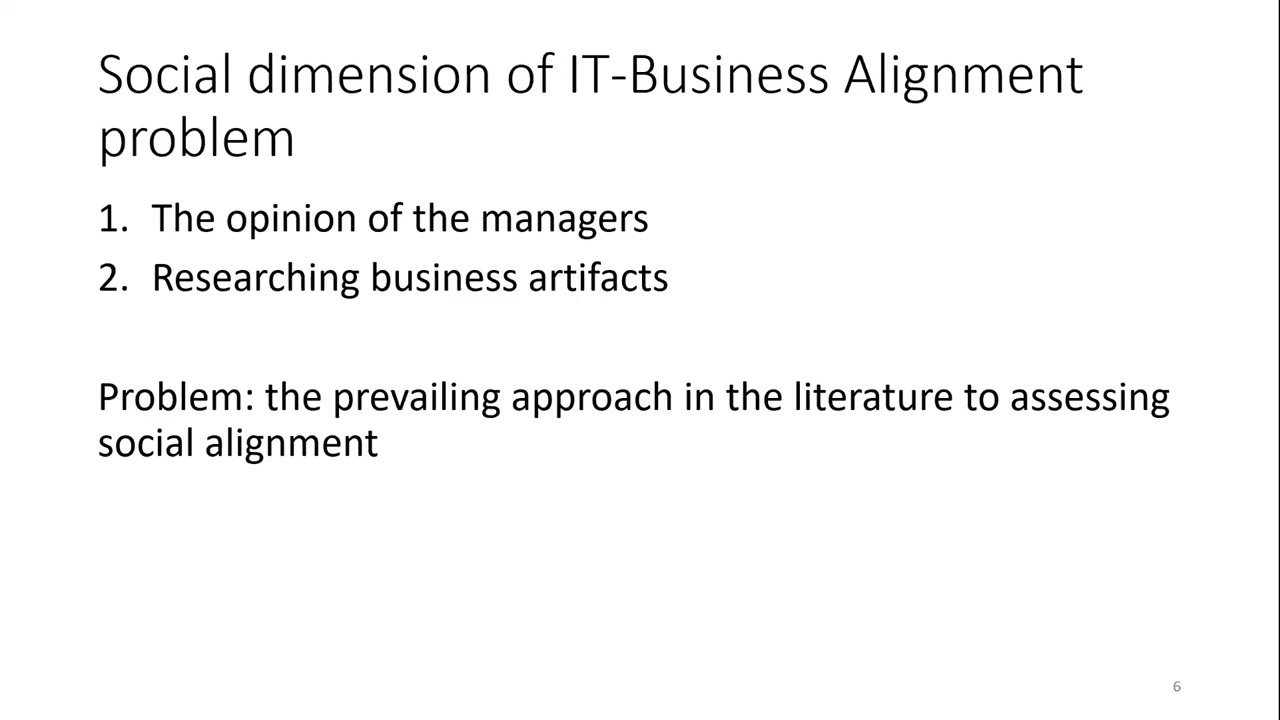 Social dimension of IT-Business Alignment
problem
1. The opinion of the managers
2. Researching business artifacts
Problem: the prevailing approach in the literature to assessing
social alignment
6